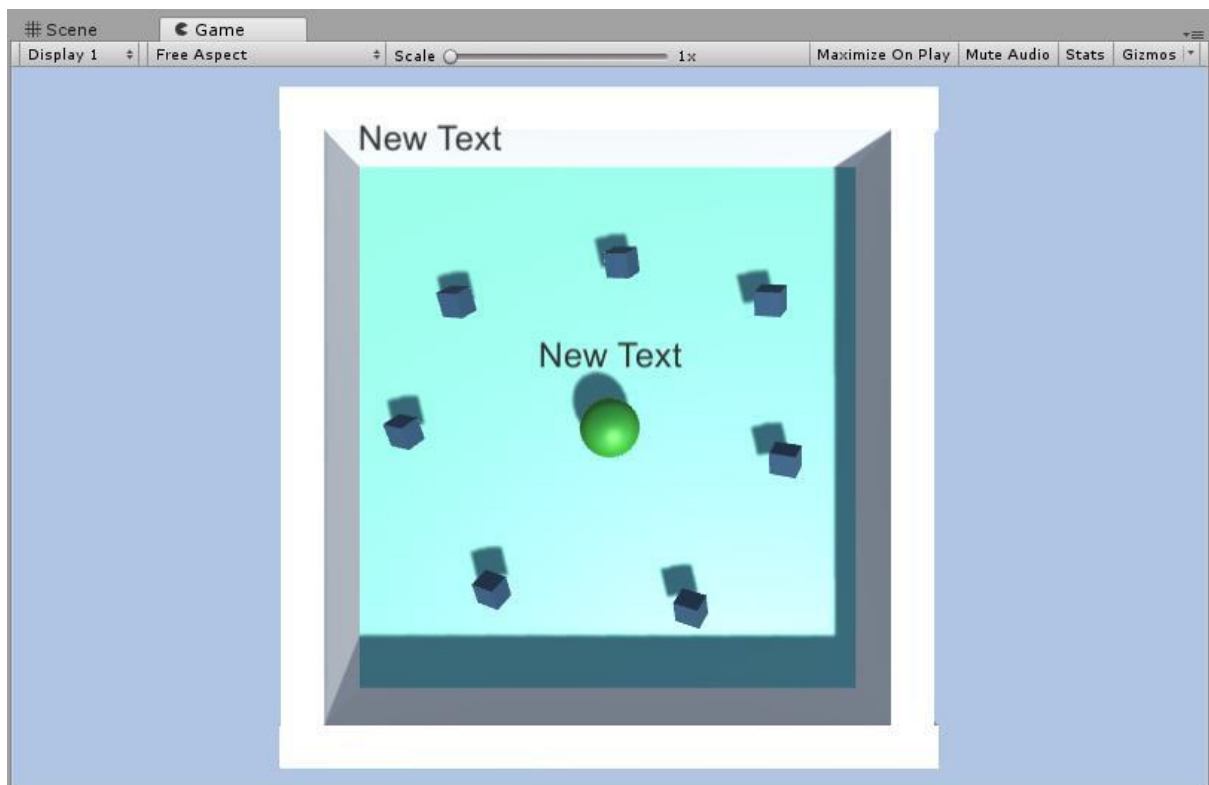 Scene Game
Display 1 Free Aspect Scale 1x Maximize On Play Mute Audio Stats Gizmos
New Text
New Text